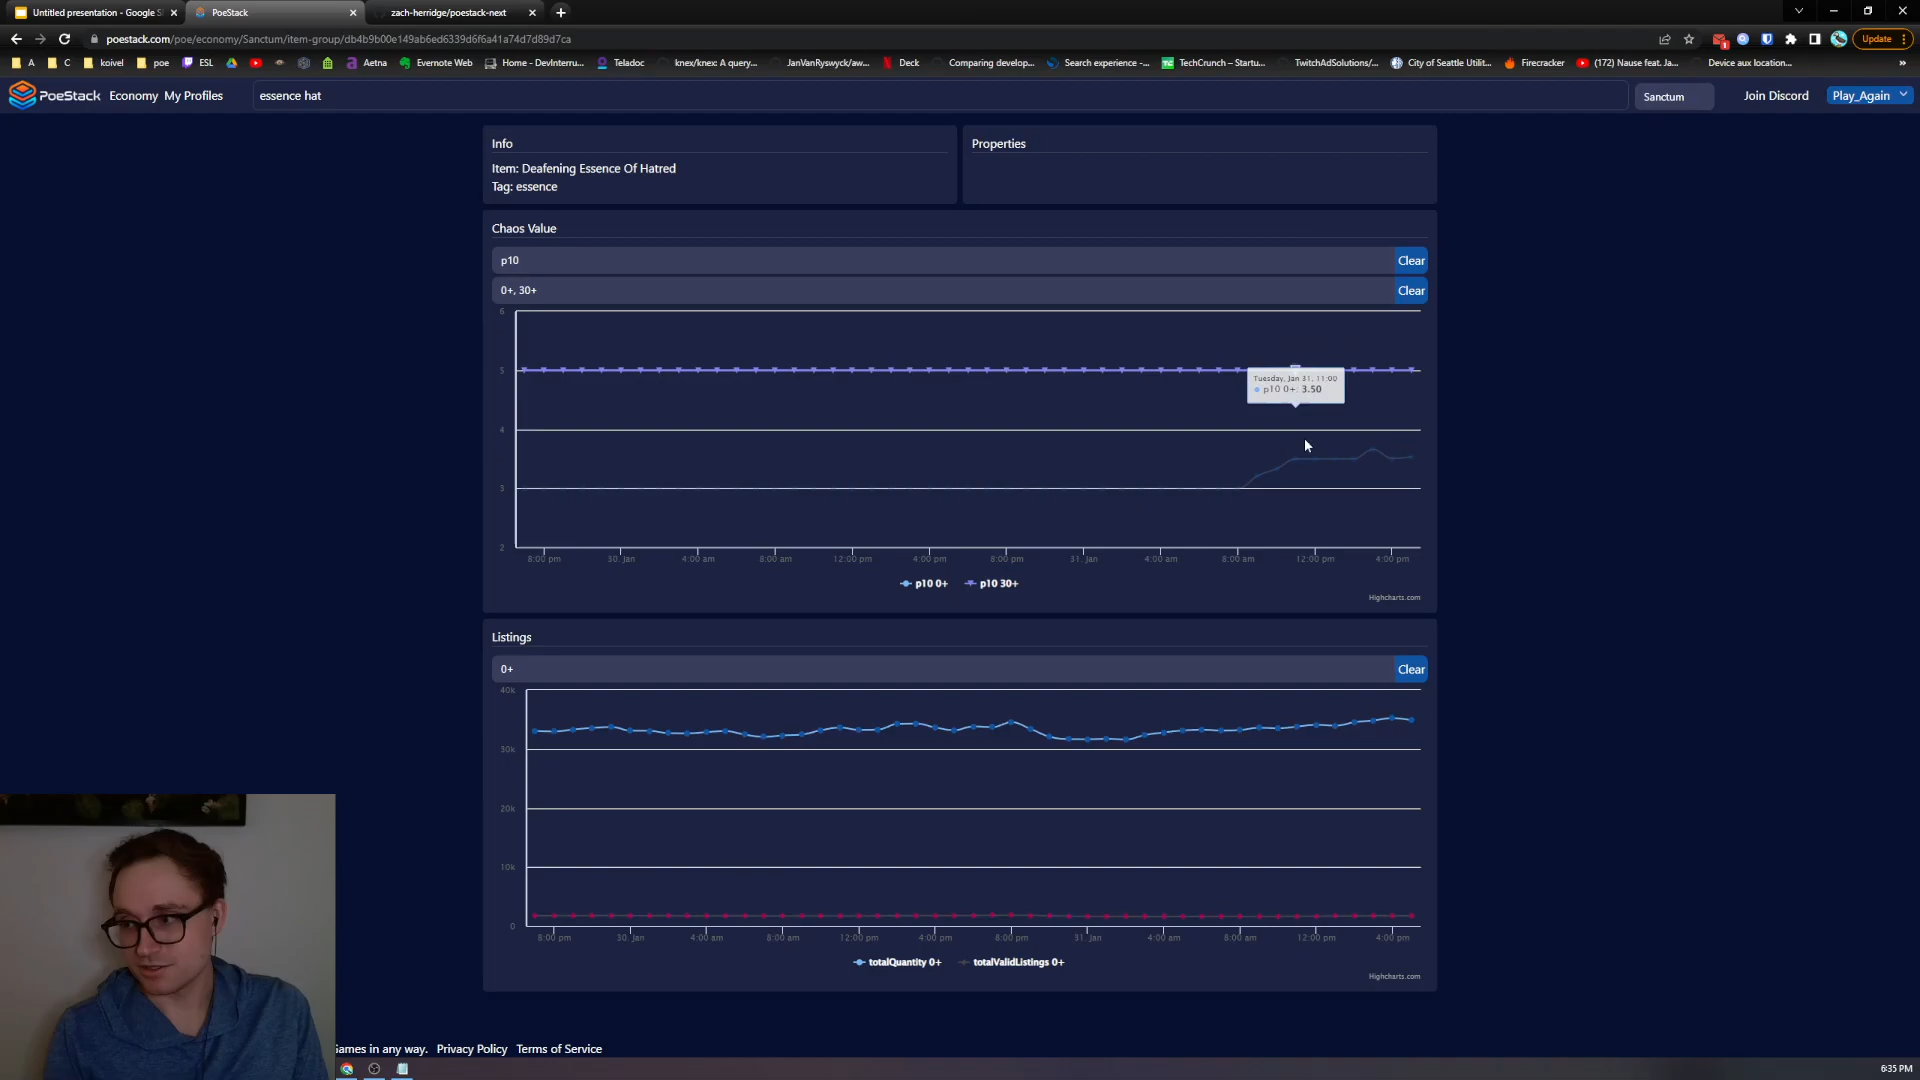 Untitled presentation - Google Sl
PoeStack
zach-herridge/poestack-next
poestack.com/poe/economy/Sanctum/item-group/db4b9b00e149ab6ed6339d6f6a41a74d7d89d7ca
Update
A
C
koivel
poe
ESL
Aetna
Evernote Web
Home - DevInterru...
Teladoc
knex/knex: A query...
JanVanRyswyck/aw...
Deck
Comparing develop...
Search experience -...
TechCrunch – Startu...
TwitchAdSolutions/...
City of Seattle Utilit...
Firecracker
(172) Nause feat. Ja...
Device aux location...
PoeStack
Economy
My Profiles
essence hat
Sanctum
Join Discord
Play_Again
Info
Item: Deafening Essence Of Hatred
Tag: essence
Properties
Chaos Value
p10
Clear
0+, 30+
Clear
6
5
4
3
2
Tuesday, Jan 31, 11:00
p10 0+: 3.50
8:00 pm
30. Jan
4:00 am
8:00 am
12:00 pm
4:00 pm
8:00 pm
31. Jan
4:00 am
8:00 am
12:00 pm
4:00 pm
p10 0+
p10 30+
Highcharts.com
Listings
0+
Clear
40k
30k
20k
10k
0
8:00 pm
30. Jan
4:00 am
8:00 am
12:00 pm
4:00 pm
8:00 pm
31. Jan
4:00 am
8:00 am
12:00 pm
4:00 pm
totalQuantity 0+
totalValidListings 0+
Highcharts.com
Games in any way.
Privacy Policy
Terms of Service
6:35 PM